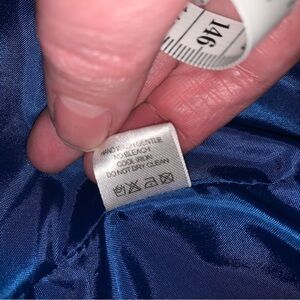 146
HAND WASH GENTLE
NO BLEACH
COOL IRON
DO NOT DRY CLEAN